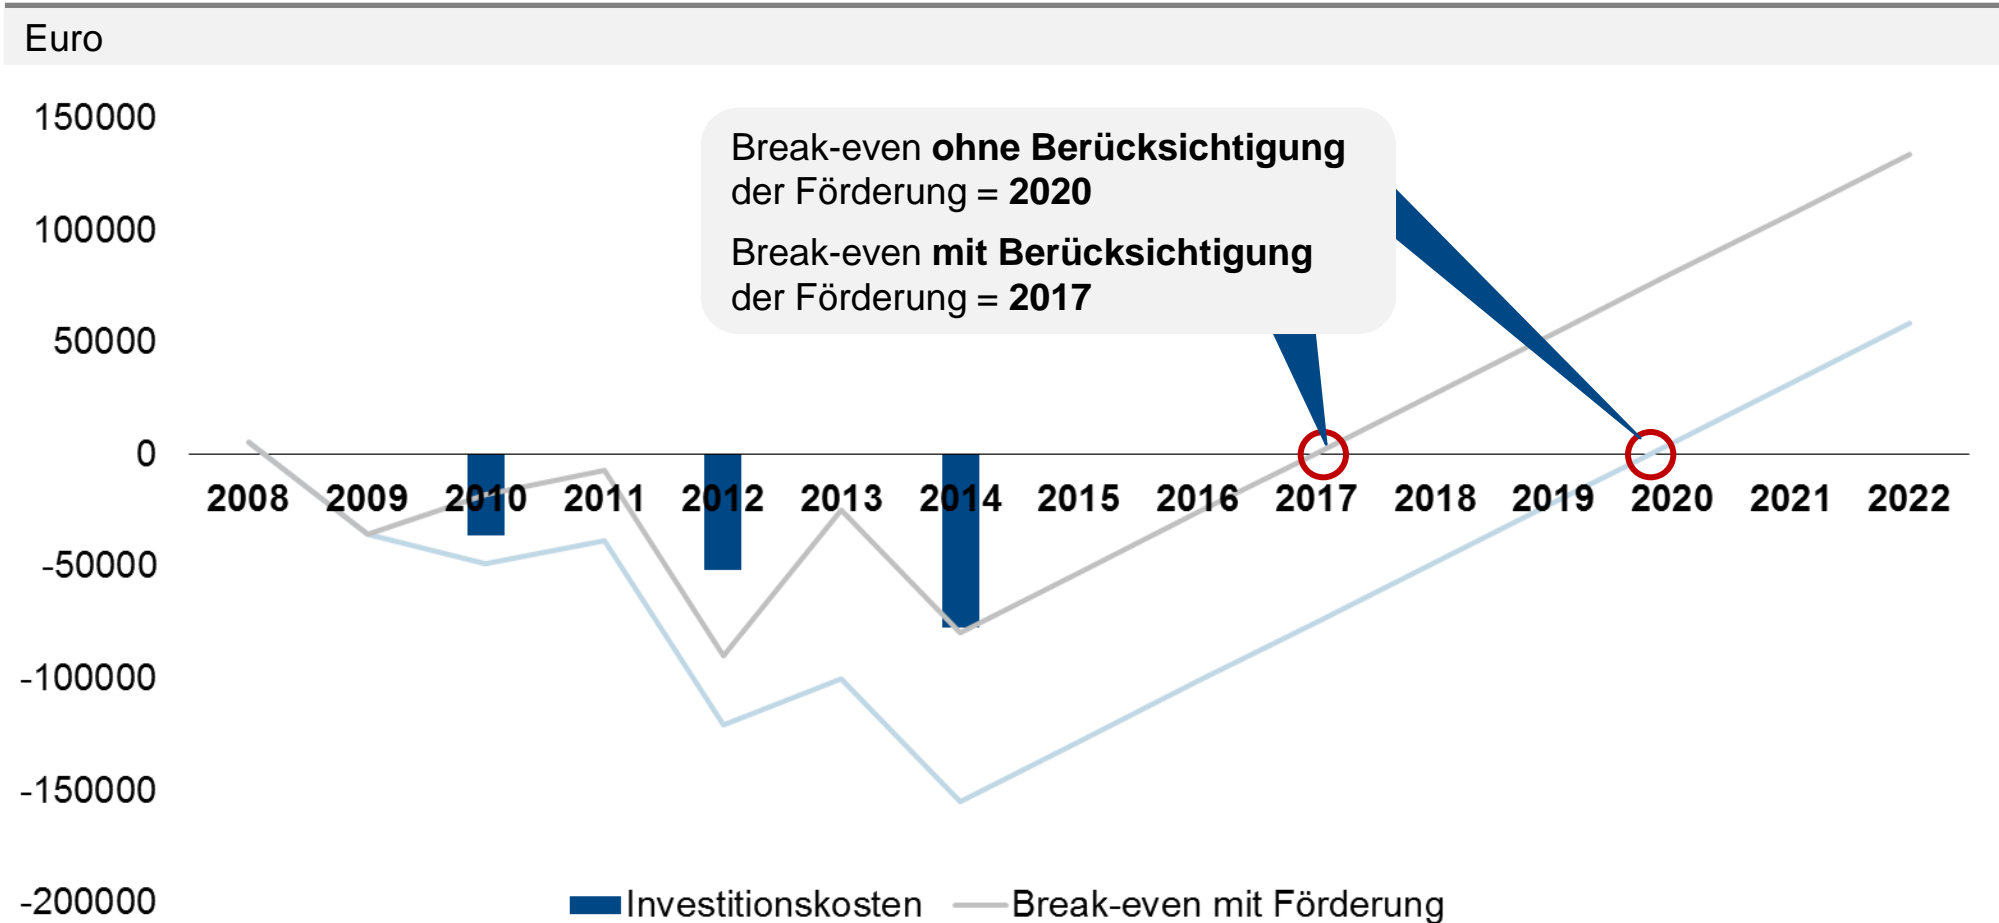 Euro
150000
100000
50000
0
-50000
-100000
-150000
-200000
Break-even ohne Berücksichtigung
der Förderung = 2020
Break-even mit Berücksichtigung
der Förderung = 2017
2008 2009 2010 2011 2012 2013 2014 2015 2016 2017 2018 2019 2020 2021 2022
Investitionskosten Break-even mit Förderung